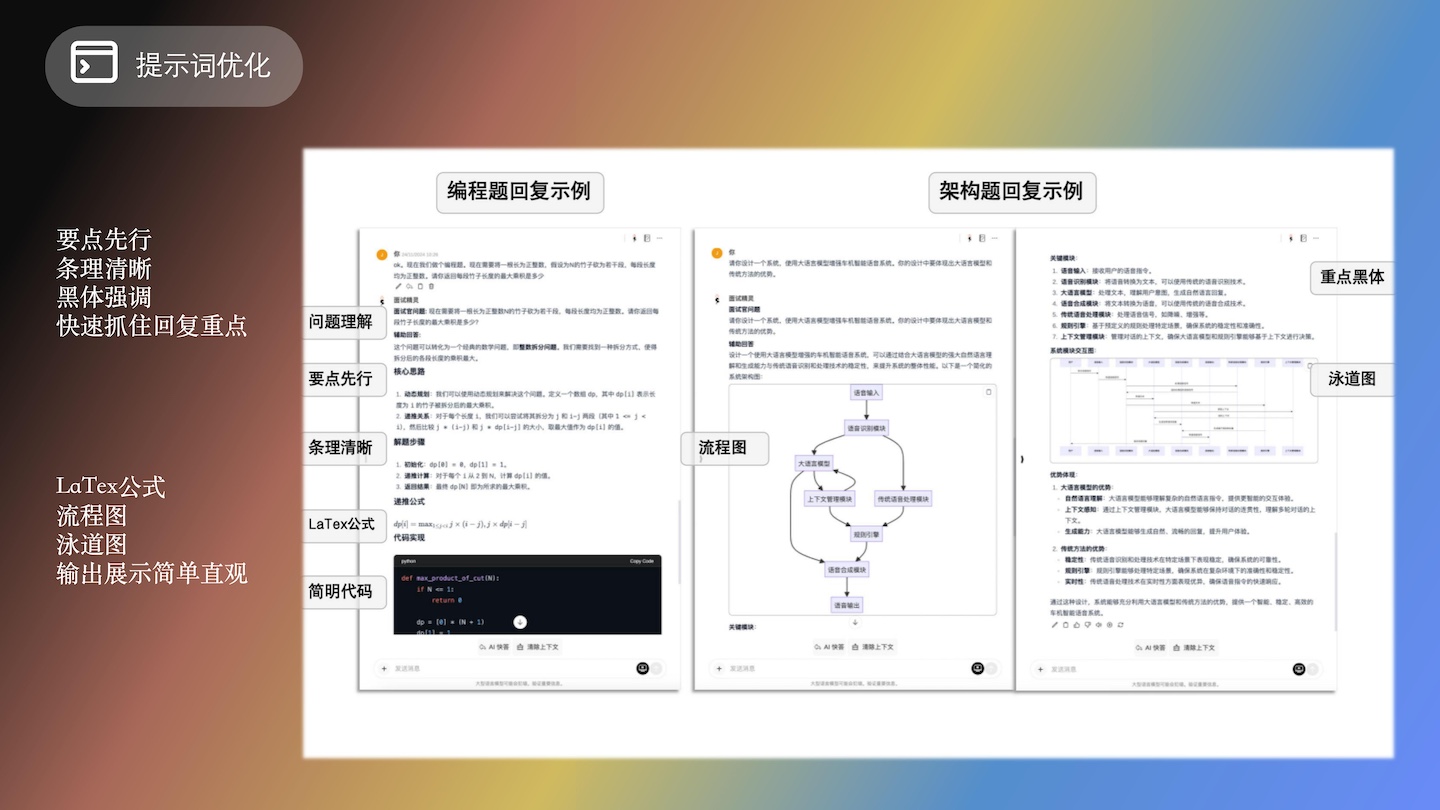 提示词优化
要点先行
条理清晰
黑体强调
快速抓住回复重点
LaTex公式
流程图
泳道图
输出展示简单直观
编程题回复示例
架构题回复示例
问题理解
要点先行
条理清晰
LaTex公式
简明代码
流程图
重点黑体
泳道图
你
ok。现在我们做个编程题。现在需要将一根长为正整数、假设为N的竹子砍为若干段，每段长度
均为正整数。请你返回每段竹子长度的最大乘积是多少
面试精灵
面试官问题: 现在需要将一根长为正整数N的竹子砍为若干段，每段长度均为正整数。请你返回每
段竹子长度的最大乘积是多少?
辅助回答:
这个问题可以转化为一个经典的数学问题，即整数拆分问题。我们需要找到一种拆分方式，使得
拆分后的各段长度的乘积最大。
核心思路
1. 动态规划: 我们可以使用动态规划来解决这个问题。定义一个数组 dp，其中 dp[i] 表示长
度为 i 的竹子被拆分后的最大乘积。
2. 递推关系: 对于每个长度 i，我们可以尝试将其拆分为 j 和 i-j 两段（其中 1 <= j <
i），然后比较 j * (i-j) 和 j * dp[i-j] 的大小，取最大值作为 dp[i] 的值。
解题步骤
1. 初始化: dp[0] = 0, dp[1] = 1。
2. 递推计算: 对于每个 i 从 2 到 N，计算 dp[i] 的值。
3. 返回结果: 最终 dp[N] 即为所求的最大乘积。
递推公式
代码实现
python
Copy Code
def max_product_of_cut(N):
if N <= 1:
return 0
dp = [0] * (N + 1)
dp[1] = 1
AI 快答 清除上下文
发送消息
大型语言模型可能会犯错。验证重要信息。
你
请你设计一个系统，使用大语言模型增强车机智能语音系统。你的设计中要体现出大语言模型和
传统方法的优势。
面试精灵
面试官问题
请你设计一个系统，使用大语言模型增强车机智能语音系统。你的设计中要体现出大语言模型和
传统方法的优势。
辅助回答
设计一个使用大语言模型增强的车机智能语音系统，可以通过结合大语言模型的强大自然语言理
解和生成能力与传统语音识别和处理技术的稳定性，来提升系统的整体性能。以下是一个简化的
系统架构图:
语音输入
语音识别模块
大语言模型
上下文管理模块
传统语音处理模块
规则引擎
语音合成模块
语音输出
关键模块:
AI 快答 清除上下文
发送消息
大型语言模型可能会犯错。验证重要信息。
关键模块:
1. 语音输入: 接收用户的语音指令。
2. 语音识别模块: 将语音转换为文本，可以使用传统的语音识别技术。
3. 大语言模型: 处理文本，理解用户意图，生成自然语言回复。
4. 语音合成模块: 将文本转换为语音，可以使用传统的语音合成技术。
5. 传统语音处理模块: 处理语音信号，如降噪、增强等。
6. 规则引擎: 基于预定义的规则处理特定场景，确保系统的稳定性和准确性。
7. 上下文管理模块: 管理对话的上下文，确保大语言模型和规则引擎能够基于上下文进行决策。
系统模块交互图:
优势体现:
1. 大语言模型的优势:
自然语言理解: 大语言模型能够理解复杂的自然语言指令，提供更智能的交互体验。
上下文感知: 通过上下文管理模块，大语言模型能够保持对话的连贯性，理解多轮对话的上
下文。
生成能力: 大语言模型能够生成自然、流畅的回复，提升用户体验。
2. 传统方法的优势:
稳定性: 传统语音识别和处理技术在特定场景下表现稳定，确保系统的可靠性。
规则引擎: 规则引擎能够处理特定场景，确保系统在复杂环境下的准确性和稳定性。
实时性: 传统语音处理技术在实时性方面表现优异，确保语音指令的快速响应。
通过这种设计，系统能够充分利用大语言模型和传统方法的优势，提供一个智能、稳定、高效的
车机智能语音系统。
AI 快答 清除上下文
发送消息
大型语言模型可能会犯错。验证重要信息。